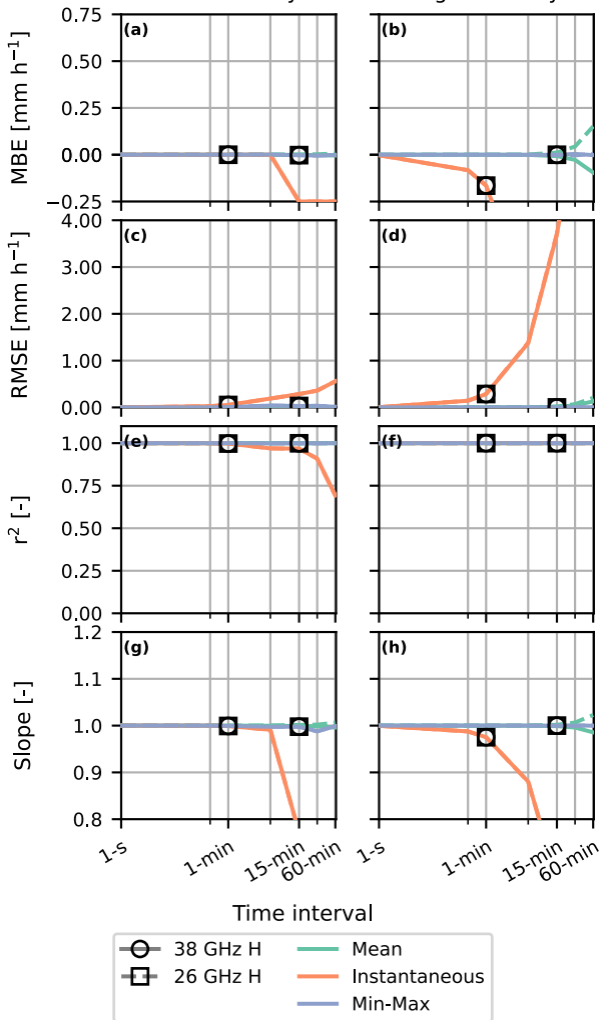 (a) (b)
MBE [mm h⁻¹]
0.75
0.50
0.25
0.00
−0.25
(c) (d)
RMSE [mm h⁻¹]
4.00
3.00
2.00
1.00
0.00
(e) (f)
r² [-]
1.00
0.75
0.50
0.25
0.00
(g) (h)
Slope [-]
1.2
1.1
1.0
0.9
0.8
1-s 1-min 15-min 60-min 1-s 1-min 15-min 60-min
Time interval
38 GHz H Mean
26 GHz H Instantaneous
Min-Max